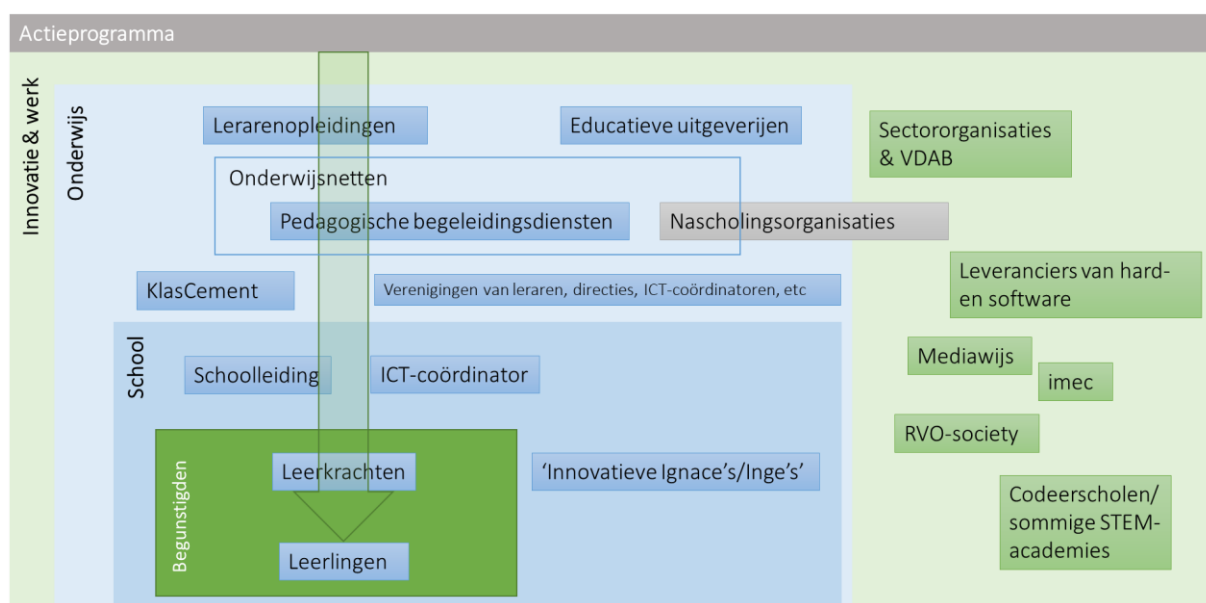 Actieprogramma
Innovatie & werk
Onderwijs
Lerarenopleidingen
Educatieve uitgeverijen
Sectororganisaties
& VDAB
Onderwijsnetten
Pedagogische begeleidingsdiensten
Nascholingsorganisaties
KlasCement
Verenigingen van leraren, directies, ICT-coördinatoren, etc
Leveranciers van hard-
en software
School
Schoolleiding
ICT-coördinator
Mediawijs
imec
RVO-society
Begunstigden
Leerkrachten
‘Innovatieve Ignace’s/Inge’s’
Leerlingen
Codeerscholen/
sommige STEM-
academies